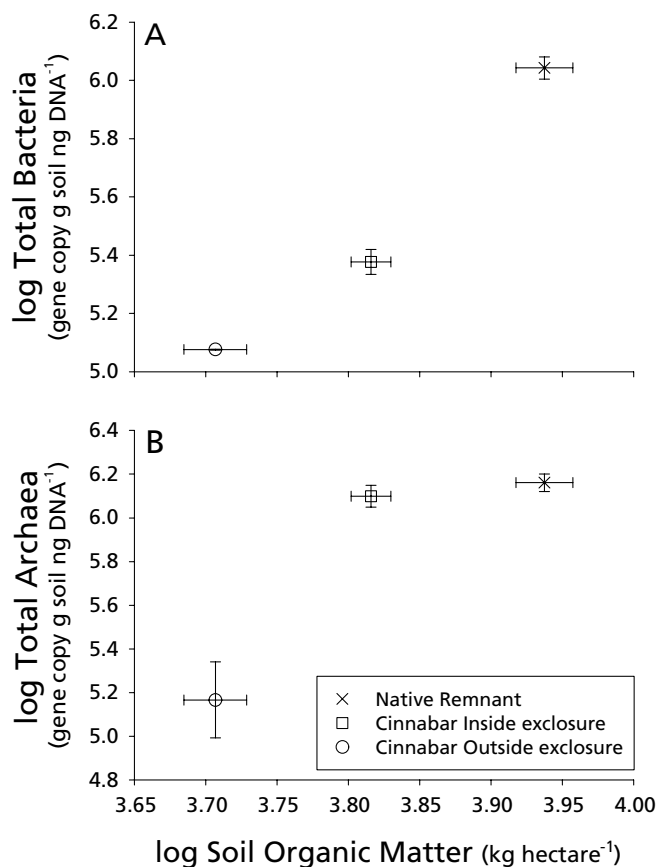 A
log Total Bacteria
(gene copy g soil ng DNA⁻¹)
6.2
6.0
5.8
5.6
5.4
5.2
5.0
B
log Total Archaea
(gene copy g soil ng DNA⁻¹)
6.4
6.2
6.0
5.8
5.6
5.4
5.2
5.0
4.8
Native Remnant
Cinnabar Inside exclosure
Cinnabar Outside exclosure
3.65 3.70 3.80 3.85 3.90 3.95 4.00
log Soil Organic Matter (kg hectare⁻¹)